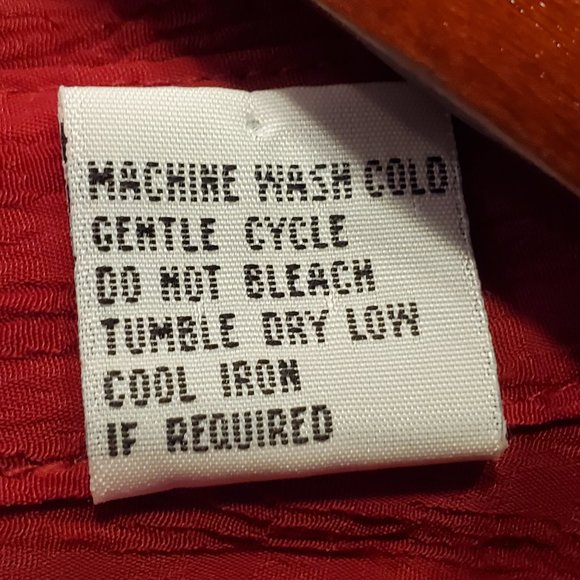 MACHINE WASH COLD
GENTLE CYCLE
DO NOT BLEACH
TUMBLE DRY LOW
COOL IRON
IF REQUIRED